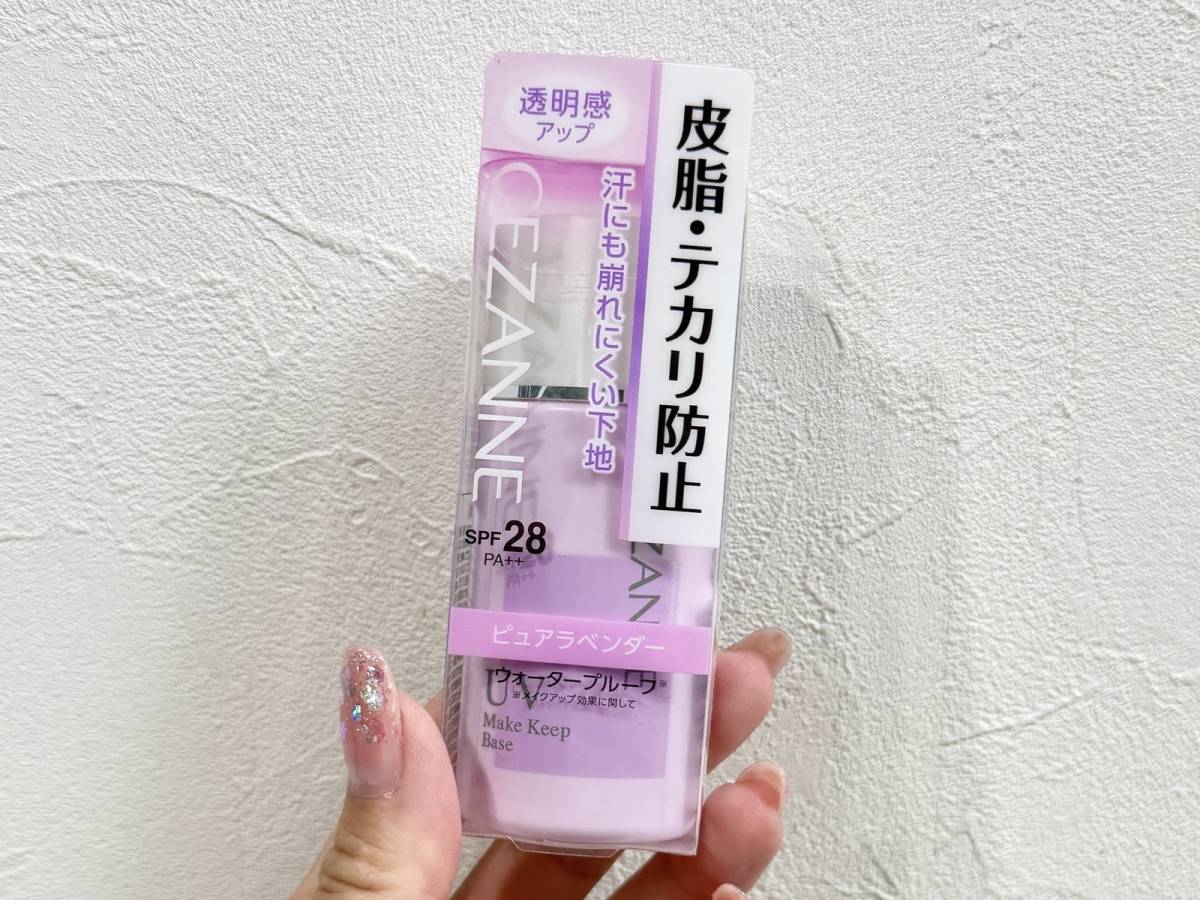 透明感
アップ
皮脂・テカリ防止
汗にも崩れにくい下地
CEZANNE
SPF28
PA++
ピュアラベンダー
ウォータープルーフ※
※メイクアップ効果に関して
UV
Make Keep
Base